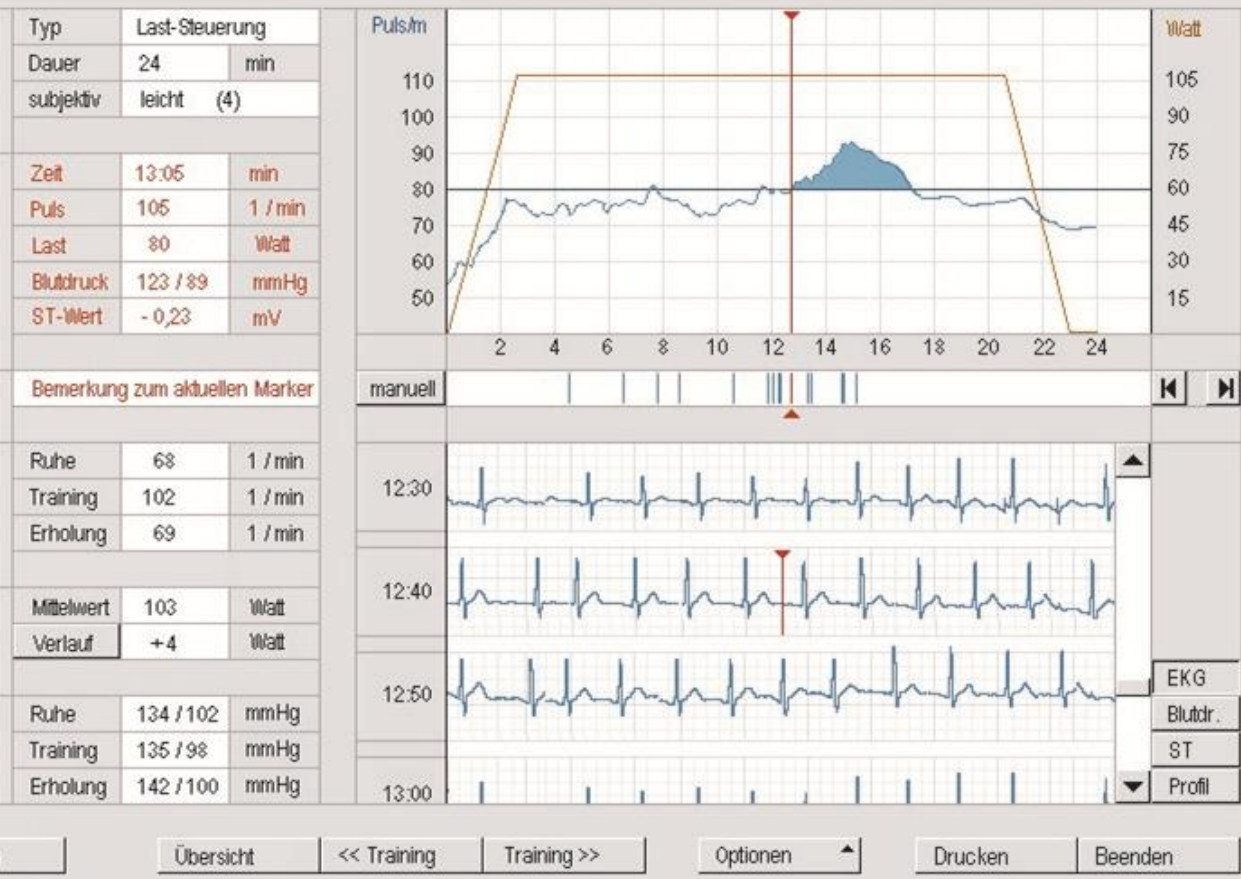 Typ Last-Steuerung
Dauer 24 min
subjektiv leicht (4)
Zeit 13:05 min
Puls 105 1 / min
Last 80 Watt
Blutdruck 123 / 89 mmHg
ST-Wert - 0,23 mV
Bemerkung zum aktuellen Marker
Ruhe 68 1 / min
Training 102 1 / min
Erholung 69 1 / min
Mittelwert 103 Watt
Verlauf +4 Watt
Ruhe 134 / 102 mmHg
Training 135 / 98 mmHg
Erholung 142 / 100 mmHg
Puls/m Watt
110 105
100 90
90 75
80 60
70 45
60 30
50 15
2 4 6 8 10 12 14 16 18 20 22 24
manuell
12:30
12:40
12:50
13:00
EKG
Blutdr.
ST
Profil
Übersicht << Training Training >> Optionen Drucken Beenden